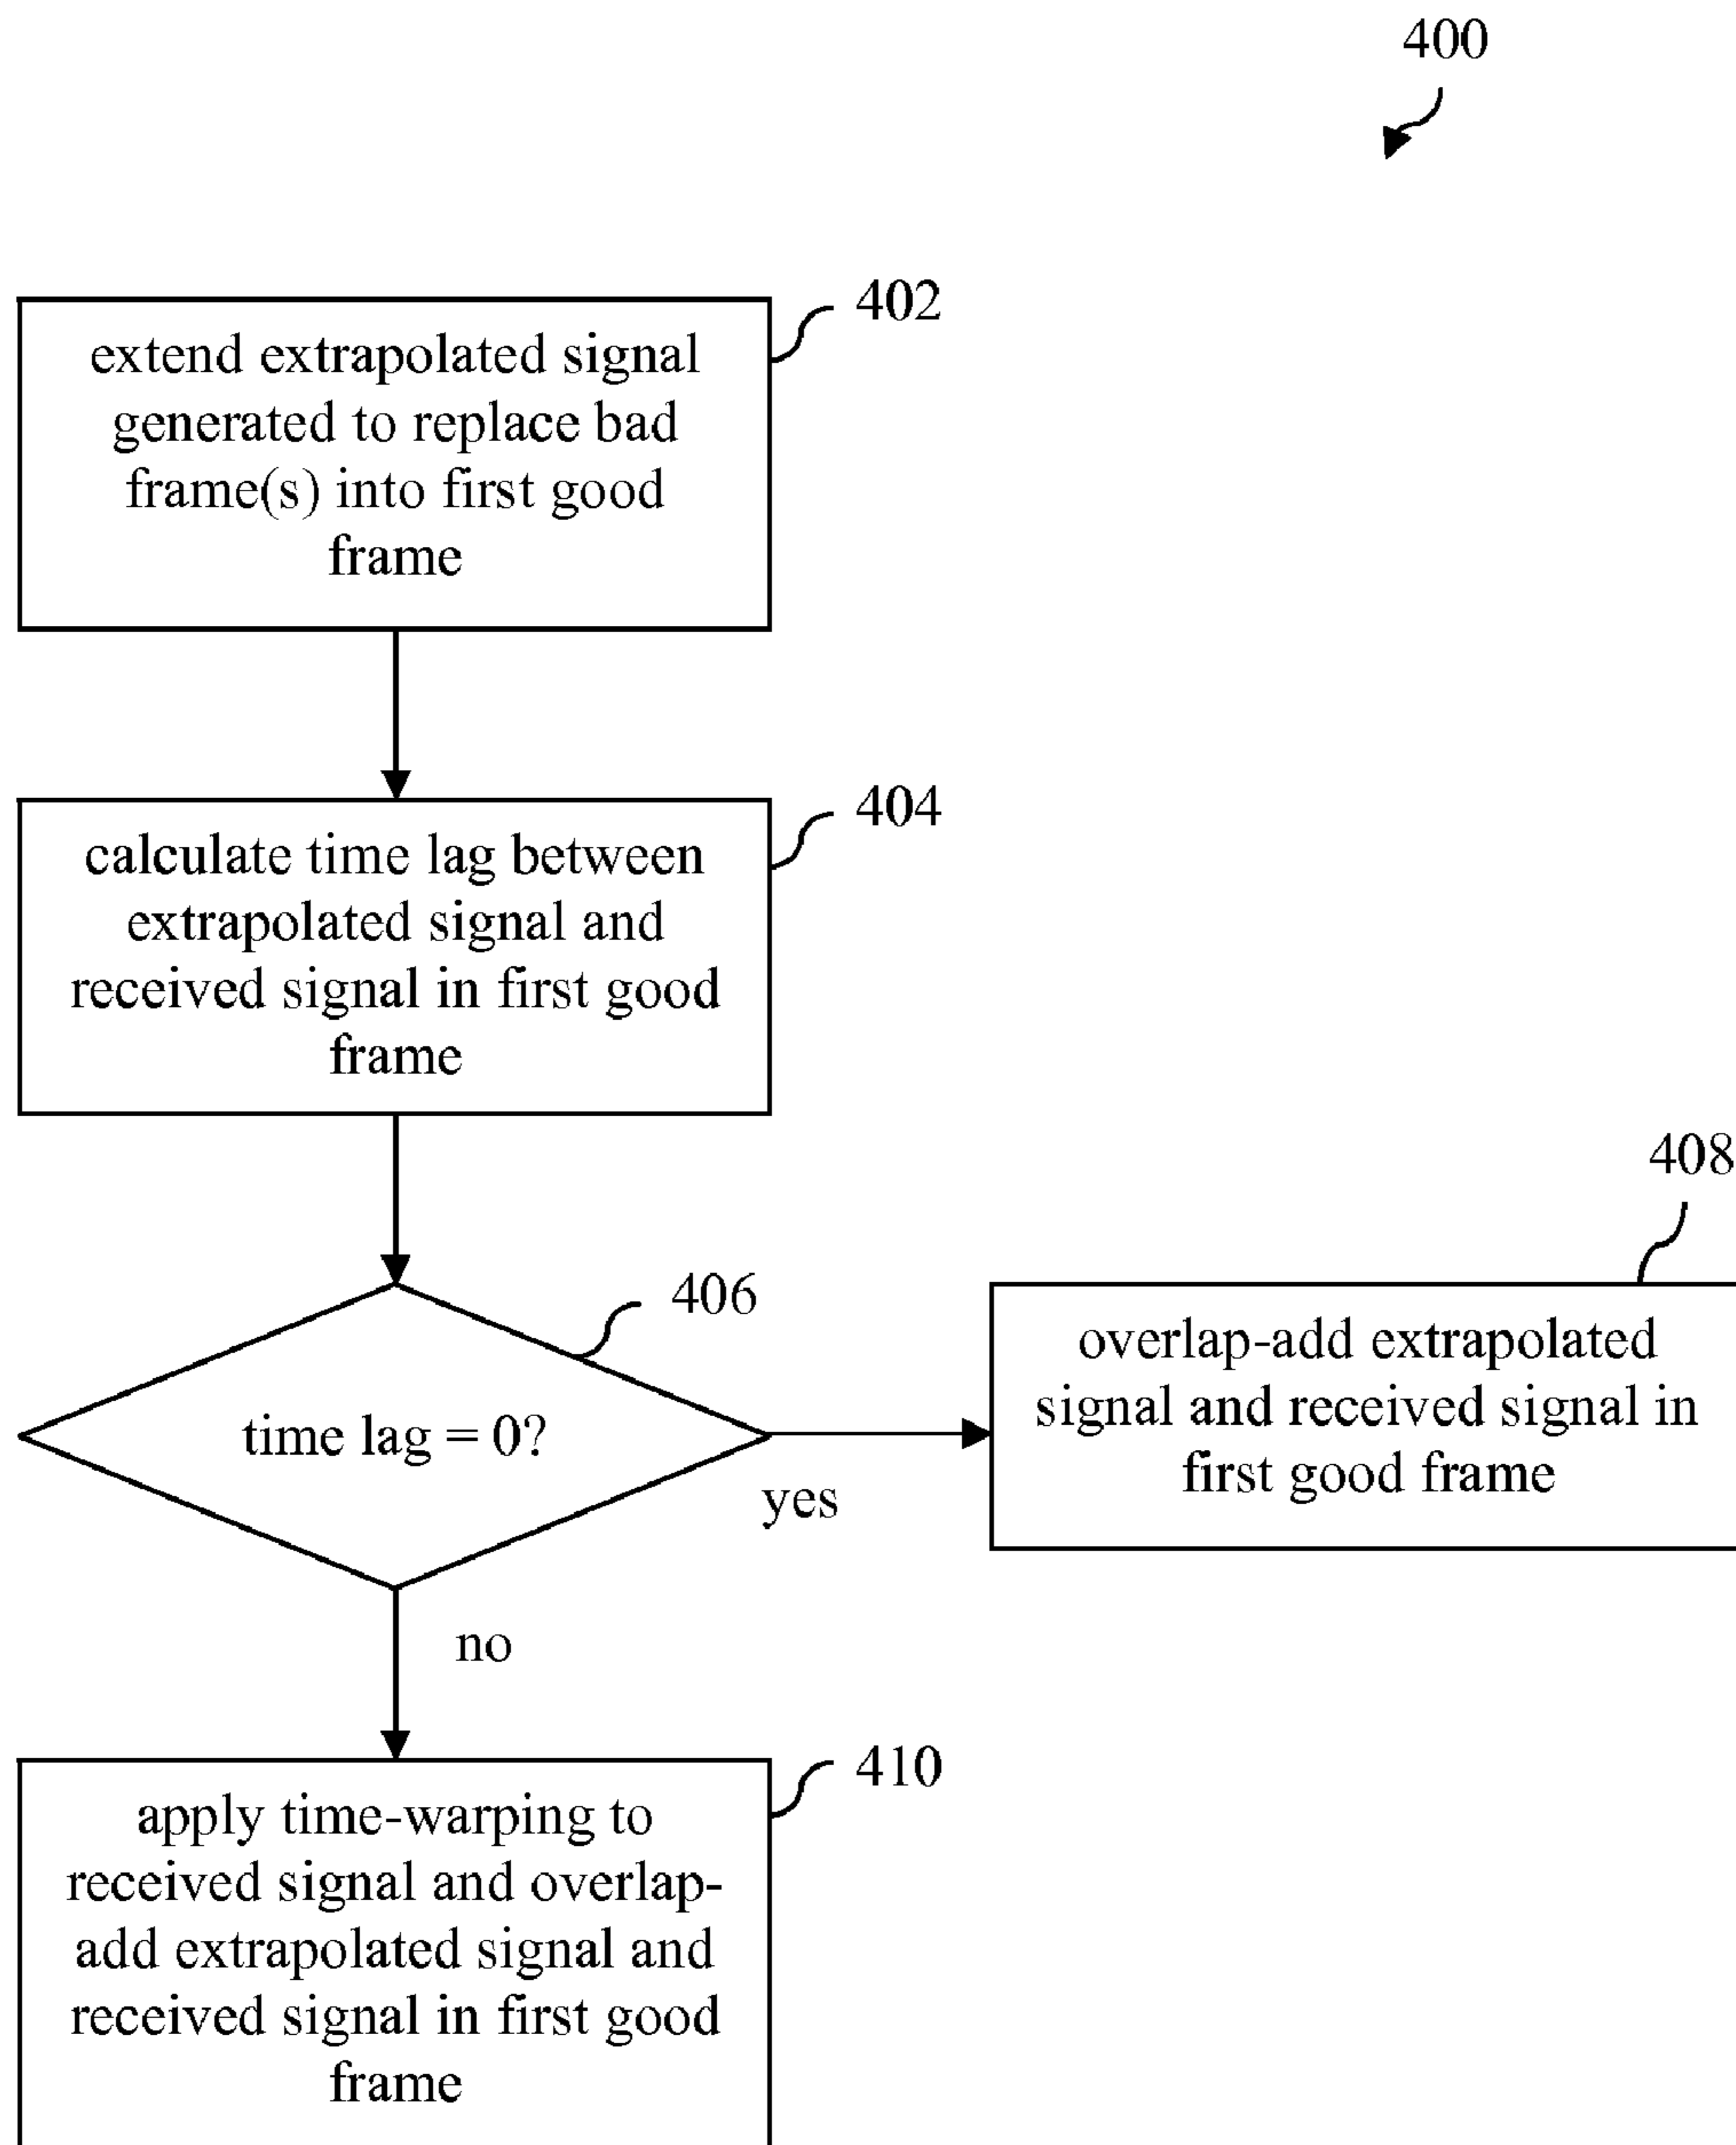 400
402
extend extrapolated signal
generated to replace bad
frame(s) into first good
frame
404
calculate time lag between
extrapolated signal and
received signal in first good
frame
406
time lag = 0?
yes
408
overlap-add extrapolated
signal and received signal in
first good frame
no
410
apply time-warping to
received signal and overlap-
add extrapolated signal and
received signal in first good
frame